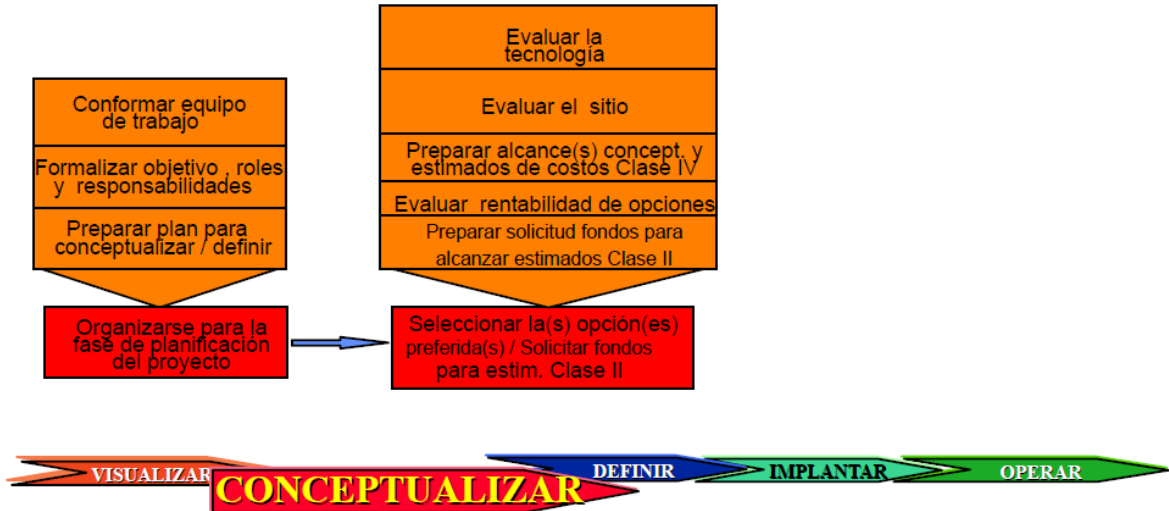 Conformar equipo
de trabajo
Formalizar objetivo , roles
y responsabilidades
Preparar plan para
conceptualizar / definir
Organizarse para la
fase de planificación
del proyecto
Evaluar la
tecnología
Evaluar el sitio
Preparar alcance(s) concept. y
estimados de costos Clase IV
Evaluar rentabilidad de opciones
Preparar solicitud fondos para
alcanzar estimados Clase II
Seleccionar la(s) opción(es)
preferida(s) / Solicitar fondos
para estim. Clase II
VISUALIZAR
CONCEPTUALIZAR
DEFINIR
IMPLANTAR
OPERAR